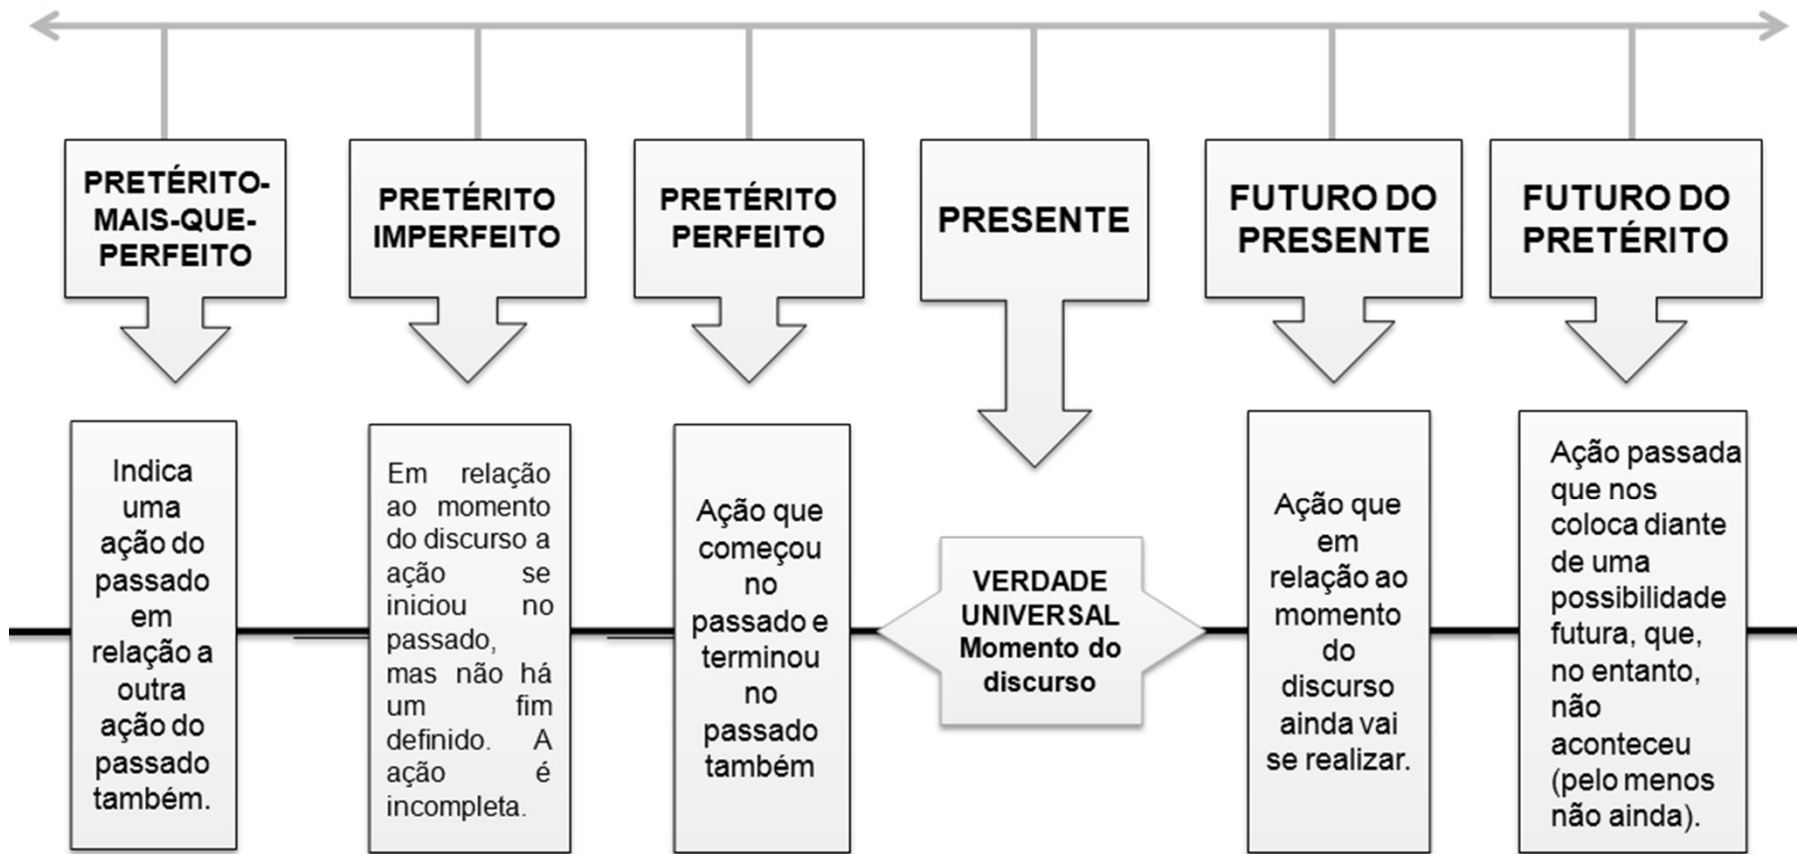 PRETÉRITO-
MAIS-QUE-
PERFEITO
PRETÉRITO
IMPERFEITO
PRETÉRITO
PERFEITO
PRESENTE
FUTURO DO
PRESENTE
FUTURO DO
PRETÉRITO
Indica
uma
ação do
passado
em
relação a
outra
ação do
passado
também.
Em relação
ao momento
do discurso a
ação se
iniciou no
passado,
mas não há
um fim
definido. A
ação é
incompleta.
Ação que
começou
no
passado e
terminou
no
passado
também
VERDADE
UNIVERSAL
Momento do
discurso
Ação que
em
relação ao
momento
do
discurso
ainda vai
se realizar.
Ação passada
que nos
coloca diante
de uma
possibilidade
futura, que,
no entanto,
não
aconteceu
(pelo menos
não ainda).